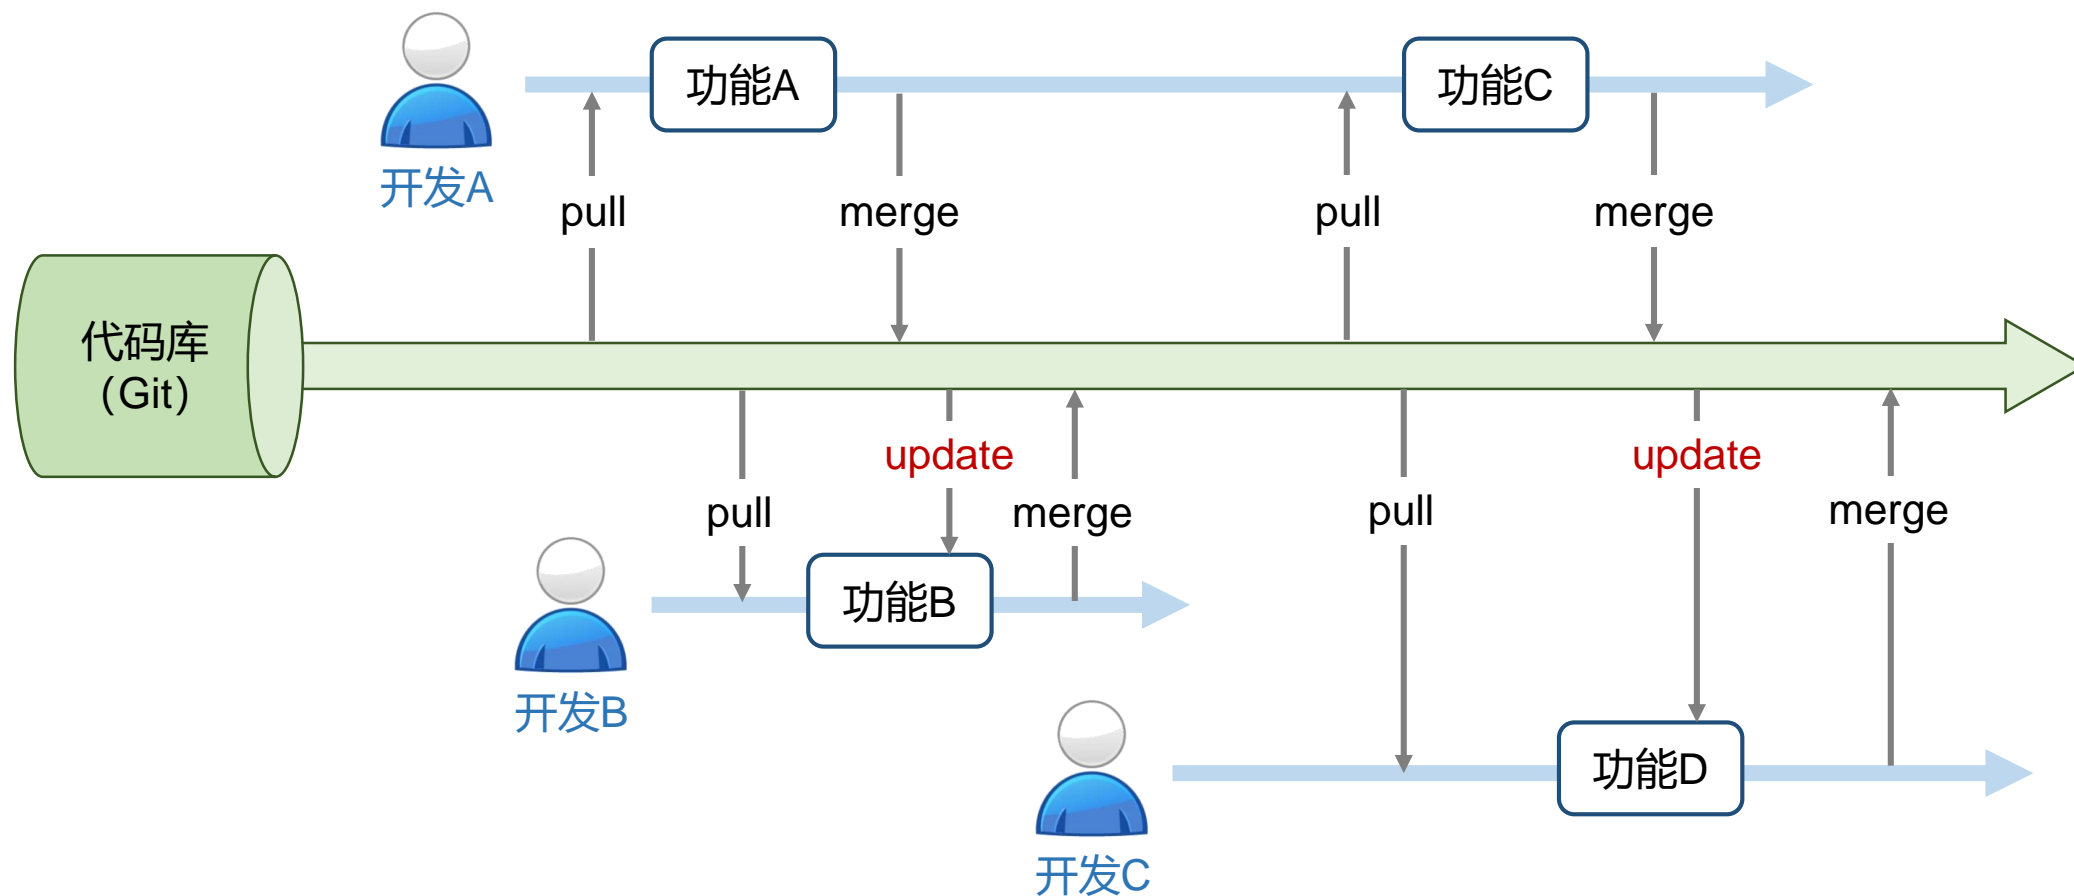 功能A
功能C
开发A
pull
merge
pull
merge
代码库
（Git）
update
update
pull
merge
pull
merge
功能B
开发B
功能D
开发C